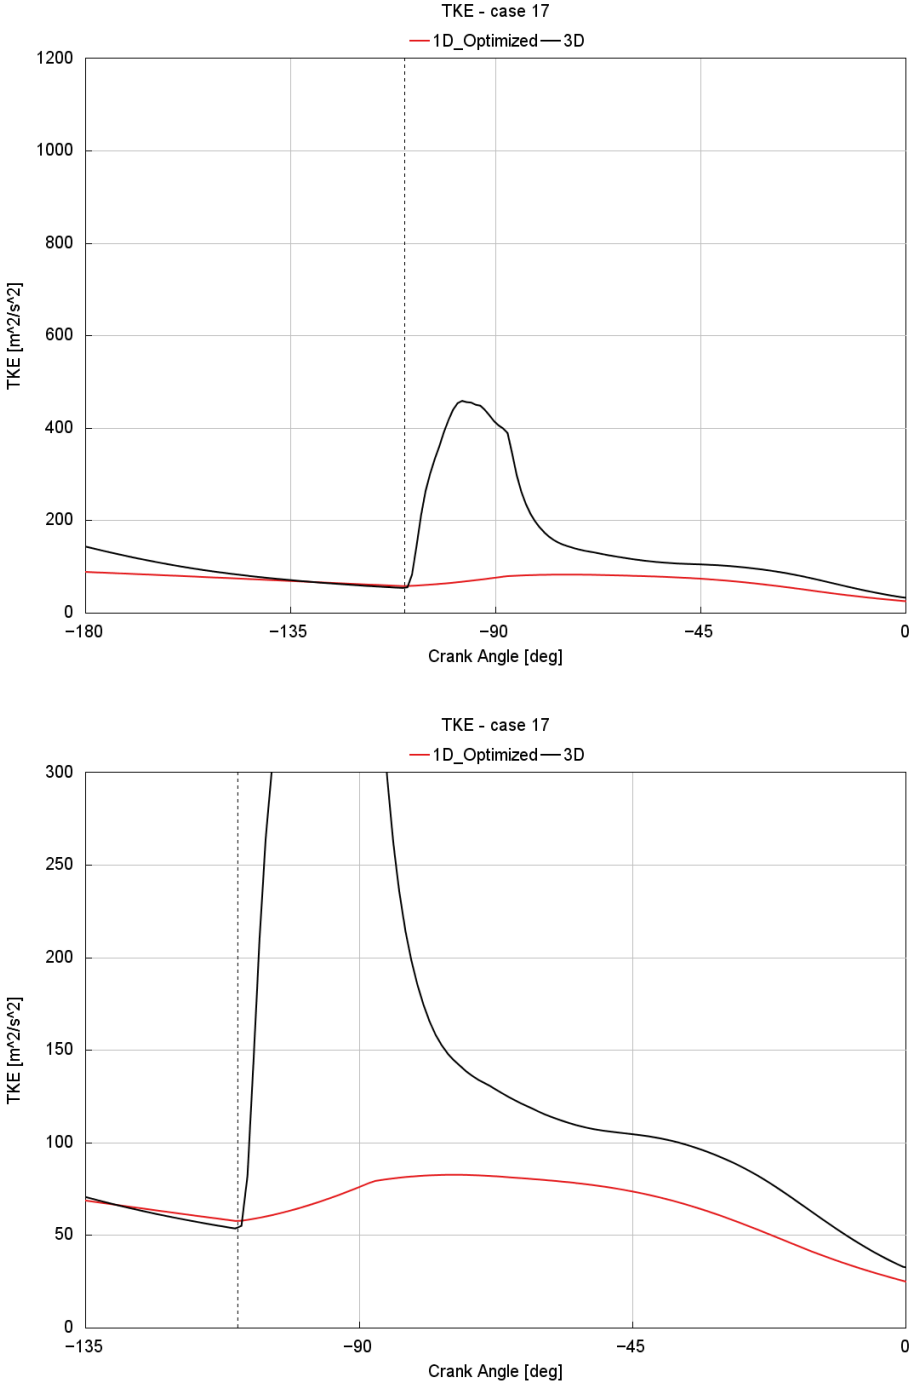 TKE - case 17
1D_Optimized 3D
1200
1000
800
600
400
200
0
TKE [m^2/s^2]
−180 −135 −90 −45 0
Crank Angle [deg]
TKE - case 17
1D_Optimized 3D
300
250
200
150
100
50
0
TKE [m^2/s^2]
−135 −90 −45 0
Crank Angle [deg]